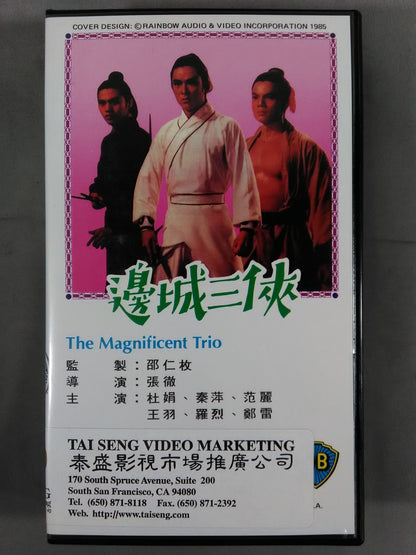 COVER DESIGN: ©RAINBOW AUDIO & VIDEO INCORPORATION 1985
邊城三俠
The Magnificent Trio
監製：邵仁枚
導演：張徹
主演：杜娟、秦萍、范麗
王羽、羅烈、鄭雷
TAI SENG VIDEO MARKETING
泰盛影視市場推廣公司
170 South Spruce Avenue, Suite 200
South San Francisco, CA 94080
Tel. (650) 871-8118 Fax. (650) 871-2392
Web. http://www.taiseng.com
B
.A.